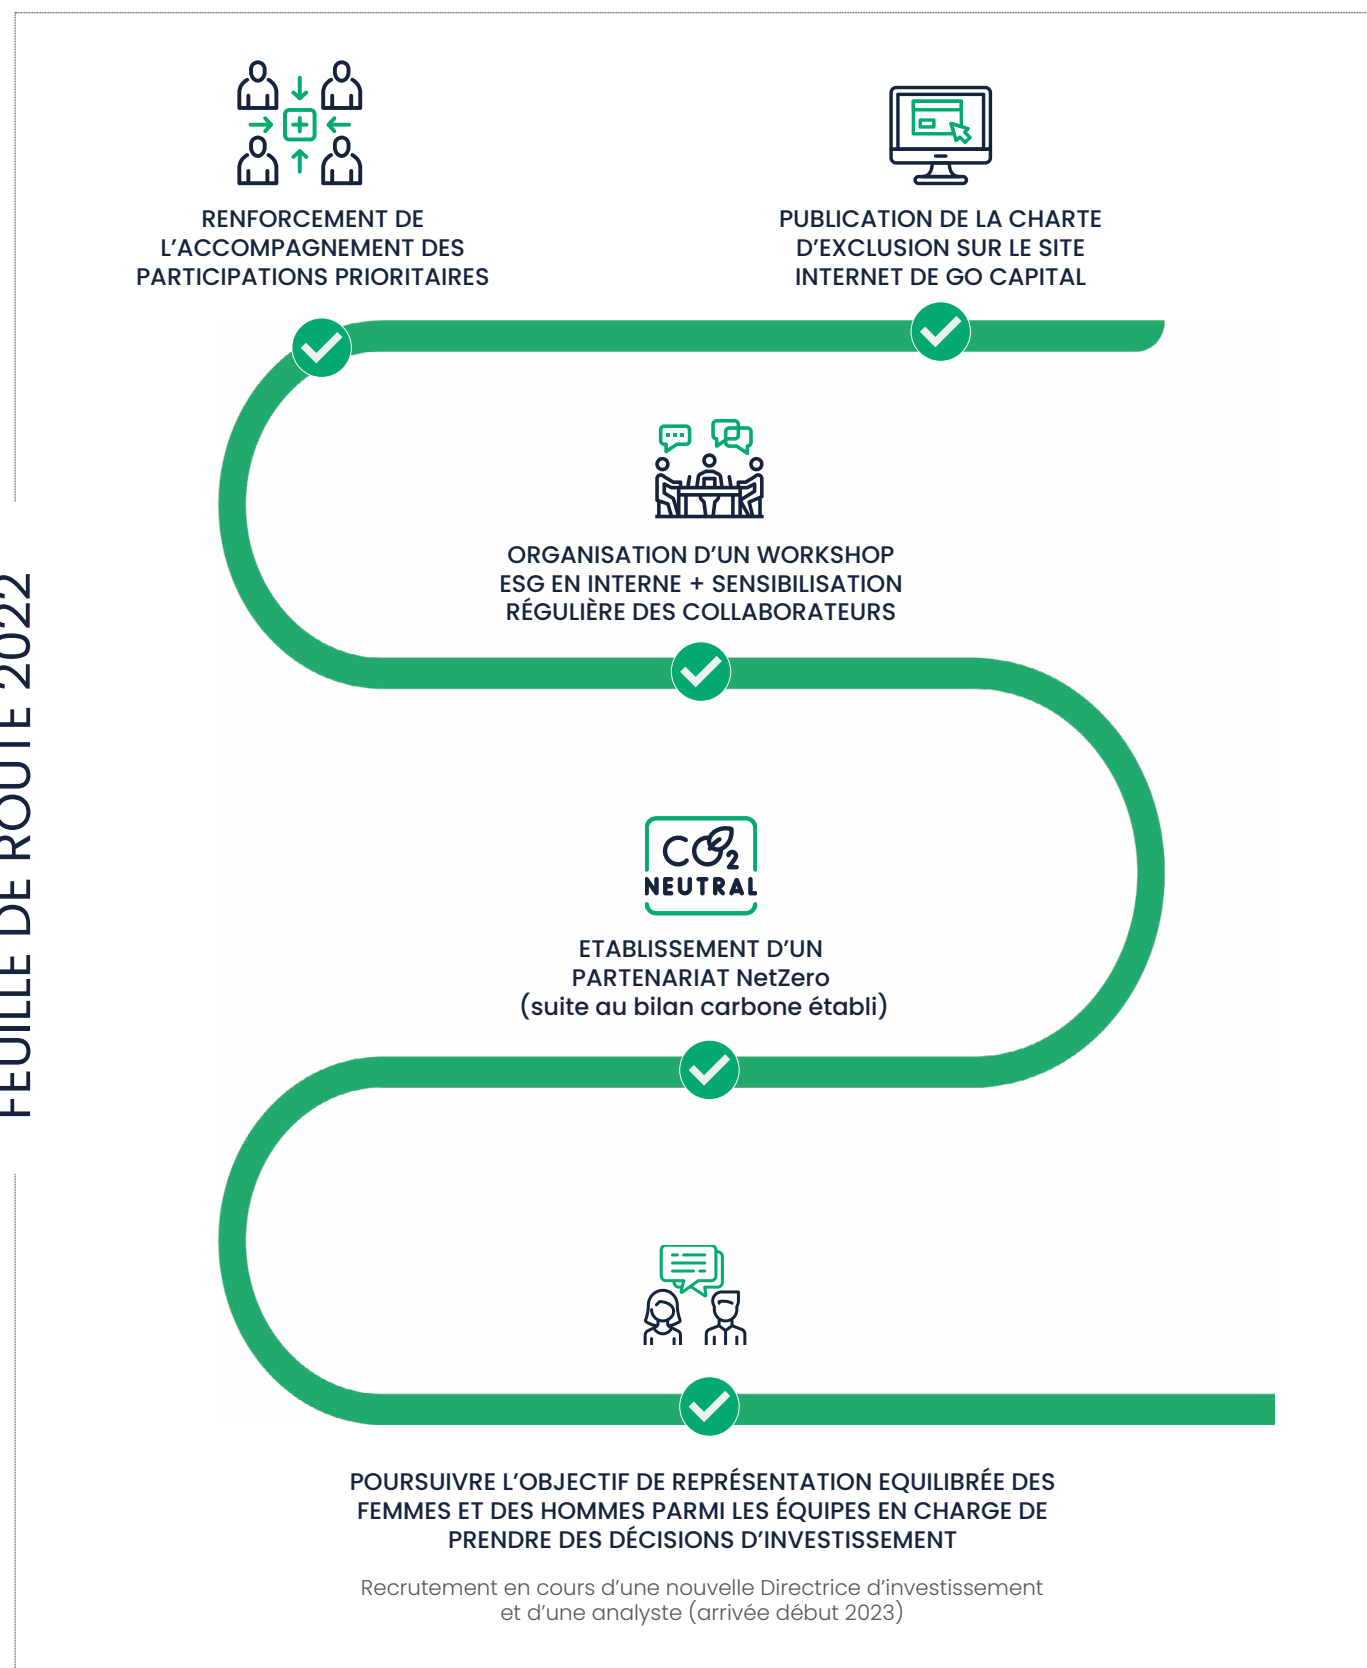 FEUILLE DE ROUTE 2022
RENFORCEMENT DE
L'ACCOMPAGNEMENT DES
PARTICIPATIONS PRIORITAIRES
PUBLICATION DE LA CHARTE
D'EXCLUSION SUR LE SITE
INTERNET DE GO CAPITAL
ORGANISATION D'UN WORKSHOP
ESG EN INTERNE + SENSIBILISATION
RÉGULIÈRE DES COLLABORATEURS
CO2
NEUTRAL
ETABLISSEMENT D'UN
PARTENARIAT NetZero
(suite au bilan carbone établi)
POURSUIVRE L'OBJECTIF DE REPRÉSENTATION EQUILIBRÉE DES
FEMMES ET DES HOMMES PARMI LES ÉQUIPES EN CHARGE DE
PRENDRE DES DÉCISIONS D'INVESTISSEMENT
Recrutement en cours d'une nouvelle Directrice d'investissement
et d'une analyste (arrivée début 2023)